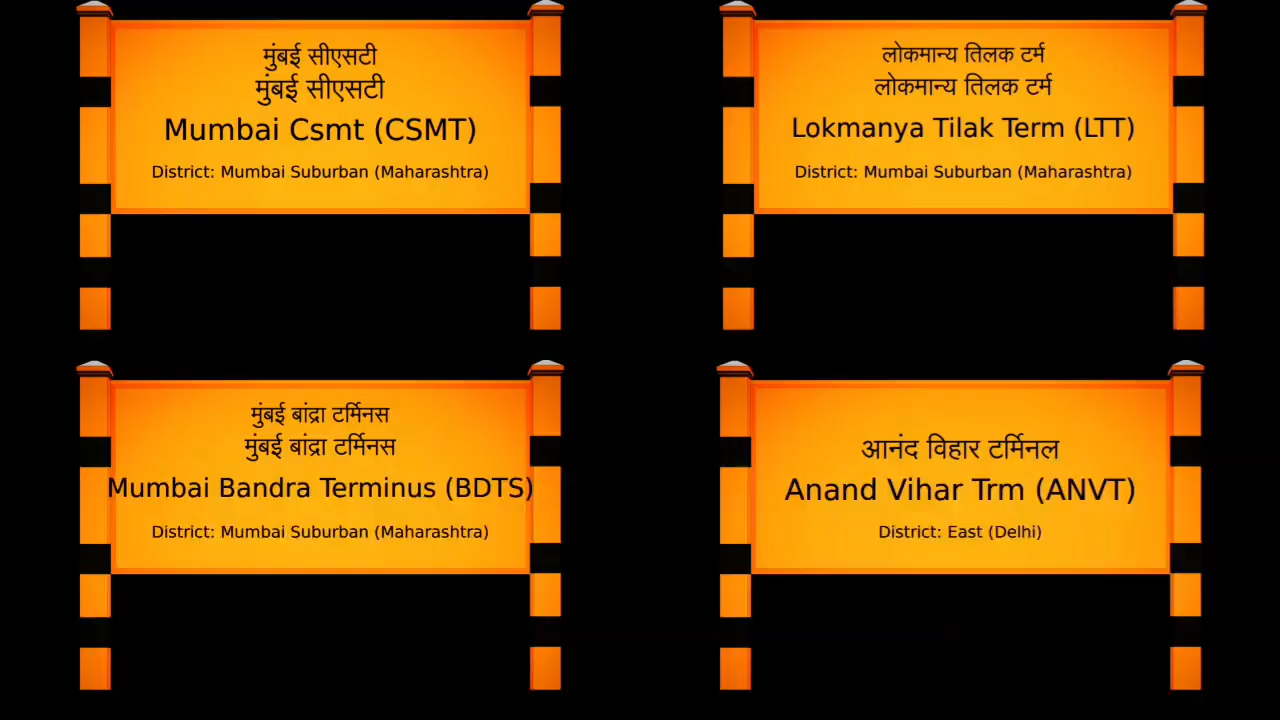 मुंबई सीएसटी
मुंबई सीएसटी
Mumbai Csmt (CSMT)
District: Mumbai Suburban (Maharashtra)
लोकमान्य तिलक टर्म
लोकमान्य तिलक टर्म
Lokmanya Tilak Term (LTT)
District: Mumbai Suburban (Maharashtra)
मुंबई बांद्रा टर्मिनस
मुंबई बांद्रा टर्मिनस
Mumbai Bandra Terminus (BDTS)
District: Mumbai Suburban (Maharashtra)
आनंद विहार टर्मिनल
Anand Vihar Trm (ANVT)
District: East (Delhi)